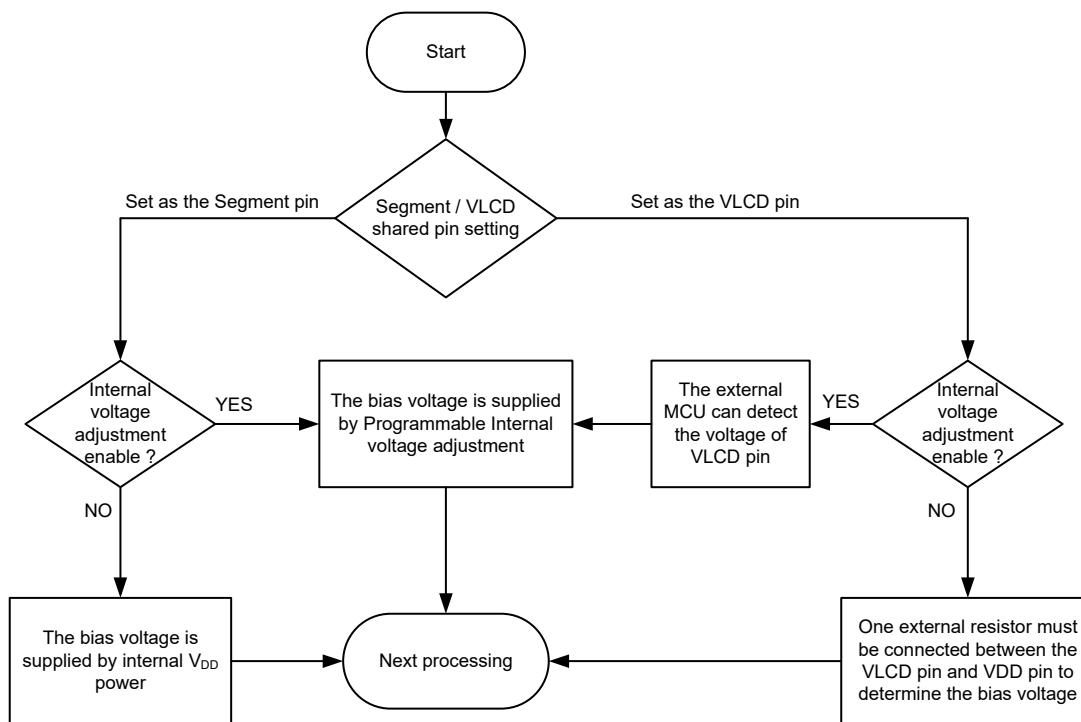 Start
Segment / VLCD
shared pin setting
Set as the Segment pin
Set as the VLCD pin
Internal
voltage
adjustment
enable ?
YES
The bias voltage is supplied
by Programmable Internal
voltage adjustment
The external
MCU can detect
the voltage of
VLCD pin
YES
Internal
voltage
adjustment
enable ?
NO
NO
The bias voltage is
supplied by internal VDD
power
Next processing
One external resistor must
be connected between the
VLCD pin and VDD pin to
determine the bias voltage